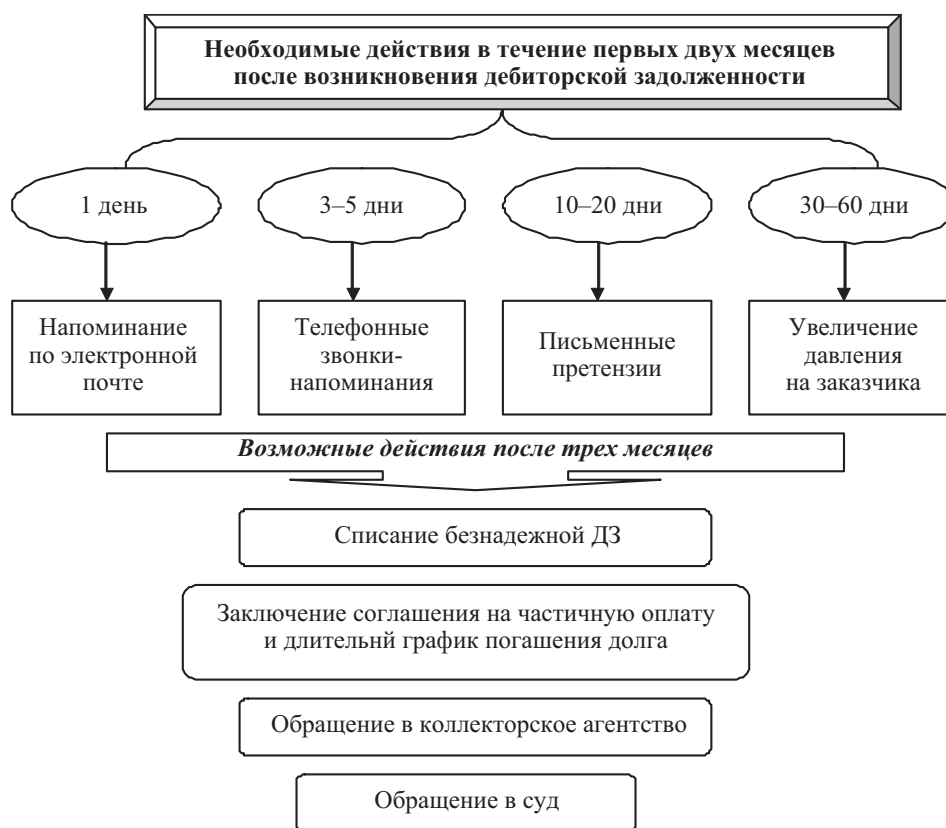 Необходимые действия в течение первых двух месяцев
после возникновения дебиторской задолженности
1 день
3–5 дни
10–20 дни
30–60 дни
Напоминание
по электронной
почте
Телефонные
звонки-
напоминания
Письменные
претензии
Увеличение
давления
на заказчика
Возможные действия после трех месяцев
Списание безнадежной ДЗ
Заключение соглашения на частичную оплату
и длительнй график погашения долга
Обращение в коллекторское агентство
Обращение в суд